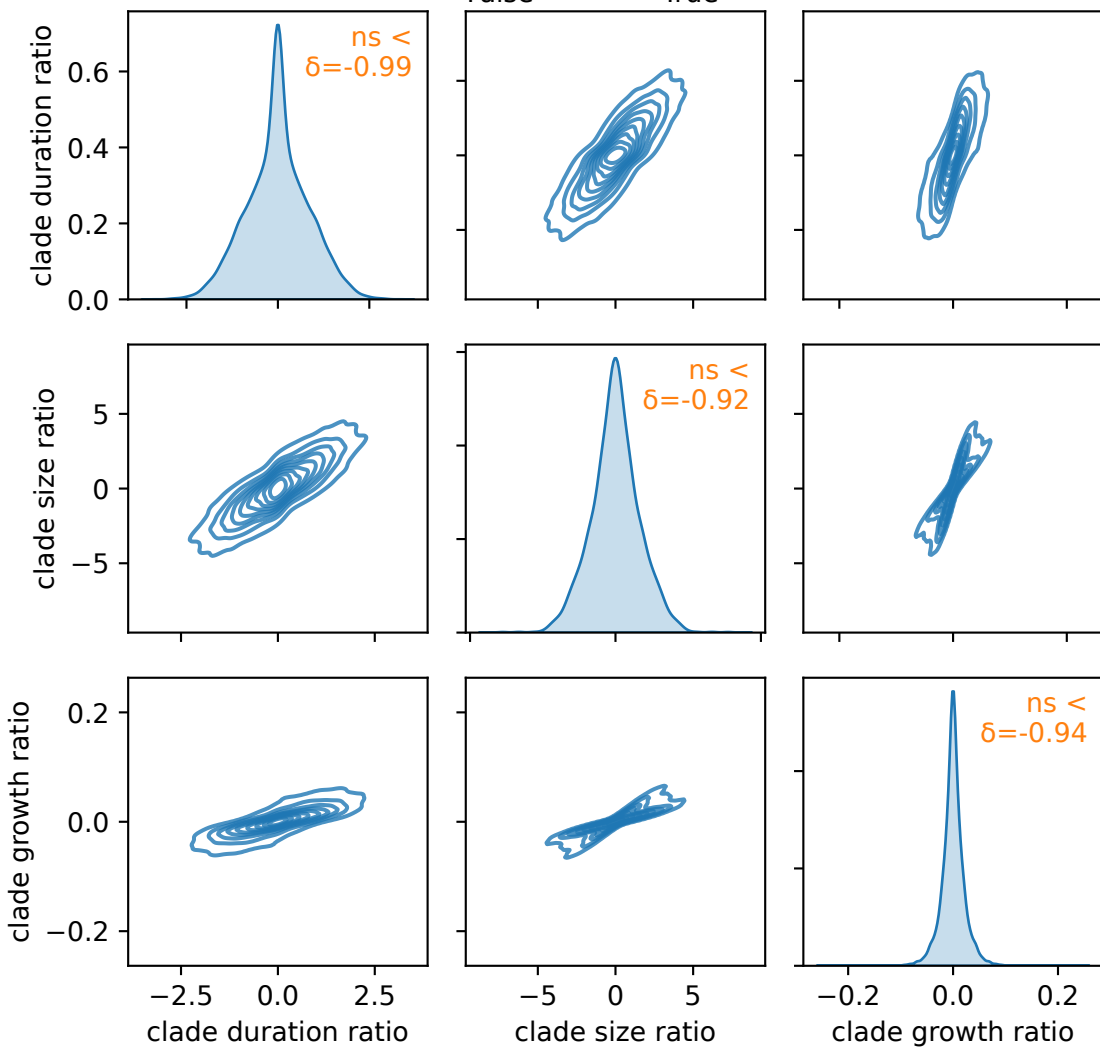 clade duration ratio
0.6
0.4
0.2
0.0
ns <
δ=-0.99
clade size ratio
5
0
−5
ns <
δ=-0.92
clade growth ratio
0.2
0.0
−0.2
ns <
δ=-0.94
−2.5 0.0 2.5
−5 0 5
−0.2 0.0 0.2
clade duration ratio
clade size ratio
clade growth ratio